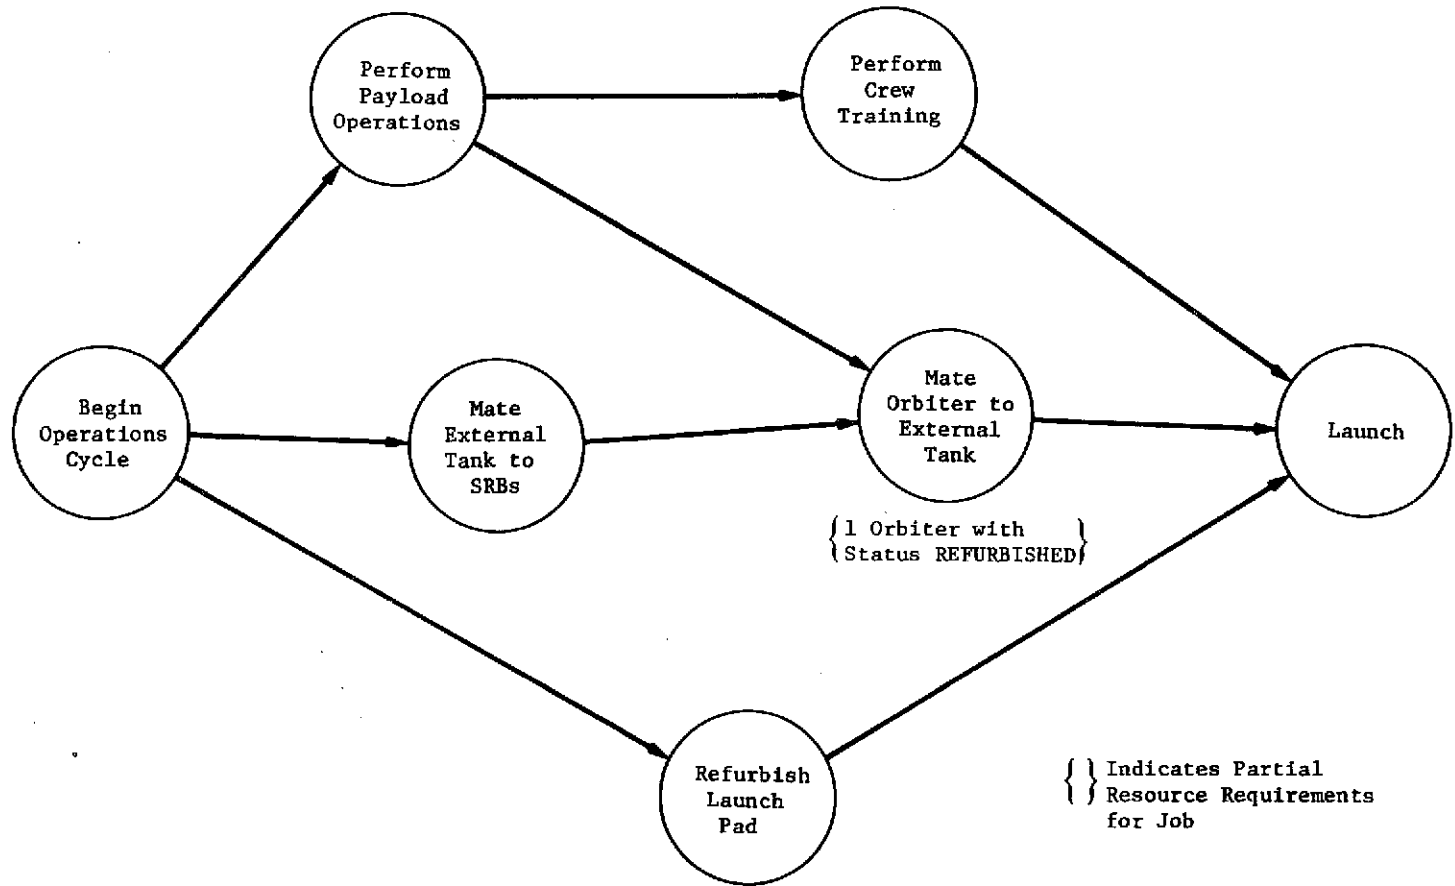 Perform
Payload
Operations
Perform
Crew
Training
Begin
Operations
Cycle
Mate
External
Tank to
SRBs
Mate
Orbiter to
External
Tank
Launch
{1 Orbiter with
Status REFURBISHED}
Refurbish
Launch
Pad
{ } Indicates Partial
Resource Requirements
for Job